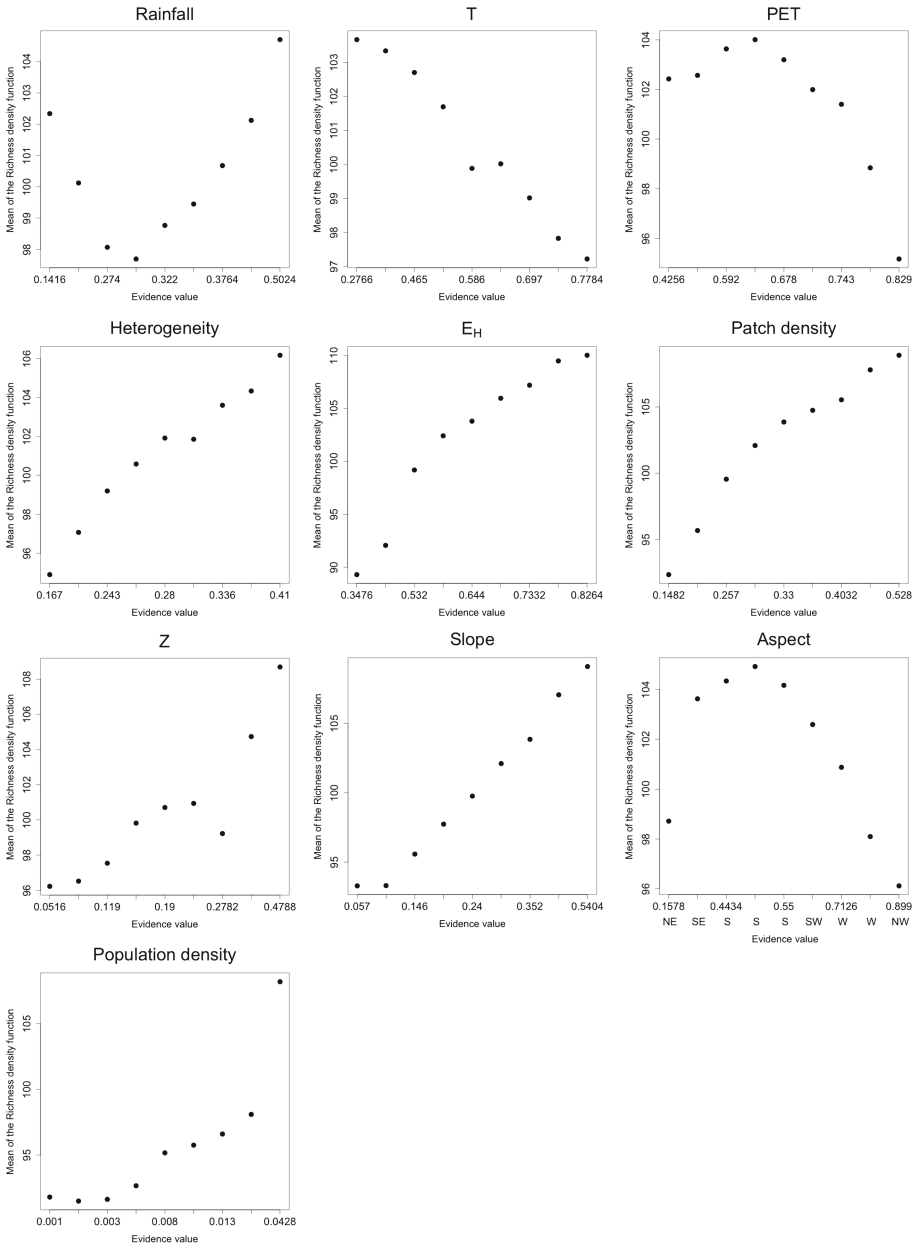 Rainfall
Mean of the Richness density function
98 99 100 101 102 103 104
0.1416 0.274 0.322 0.3764 0.5024
Evidence value
T
Mean of the Richness density function
97 98 99 100 101 102 103
0.2766 0.465 0.586 0.697 0.7784
Evidence value
PET
Mean of the Richness density function
96 98 100 102 104
0.4256 0.592 0.678 0.743 0.829
Evidence value
Heterogeneity
Mean of the Richness density function
96 98 100 102 104 106
0.167 0.243 0.28 0.336 0.41
Evidence value
EH
Mean of the Richness density function
90 95 100 105 110
0.3476 0.532 0.644 0.7332 0.8264
Evidence value
Patch density
Mean of the Richness density function
95 100 105
0.1482 0.257 0.33 0.4032 0.528
Evidence value
Z
Mean of the Richness density function
96 98 100 102 104 106 108
0.0516 0.119 0.19 0.2782 0.4788
Evidence value
Slope
Mean of the Richness density function
95 100 105
0.057 0.146 0.24 0.352 0.5404
Evidence value
Aspect
Mean of the Richness density function
96 98 100 102 104
0.1578 0.4434 0.55 0.7126 0.899
NE SE S S S SW W W NW
Evidence value
Population density
Mean of the Richness density function
95 100 105
0.001 0.003 0.008 0.013 0.0428
Evidence value